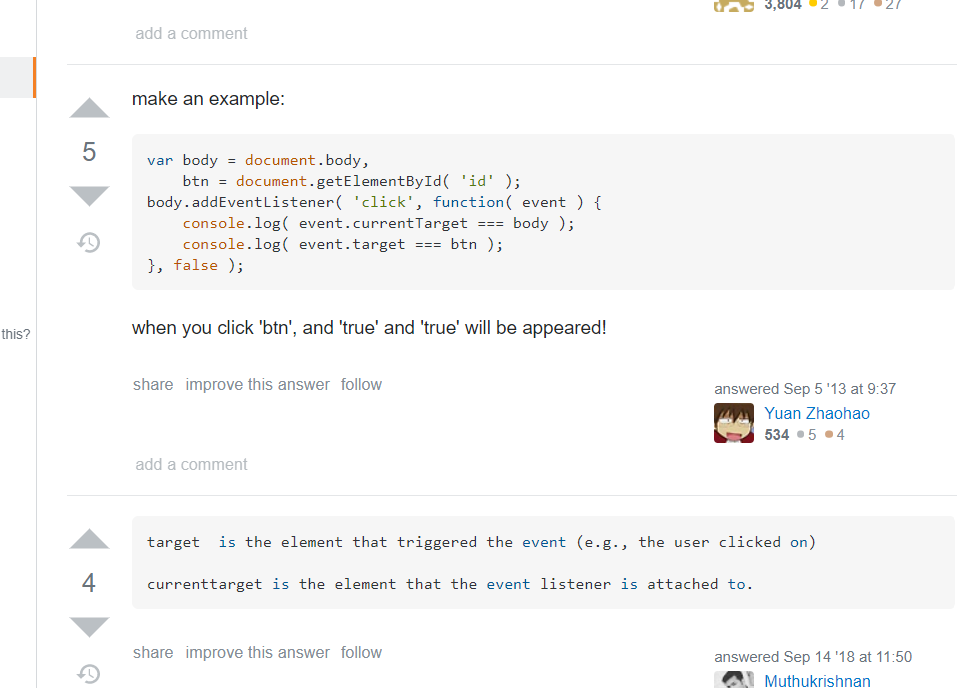 3,804 2 17 27
add a comment
make an example:
5
var body = document.body,
btn = document.getElementById( 'id' );
body.addEventListener( 'click', function( event ) {
console.log( event.currentTarget === body );
console.log( event.target === btn );
}, false );
this?
when you click 'btn', and 'true' and 'true' will be appeared!
share improve this answer follow
answered Sep 5 '13 at 9:37
Yuan Zhaohao
534 5 4
add a comment
target  is the element that triggered the event (e.g., the user clicked on)
4
currenttarget is the element that the event listener is attached to.
share improve this answer follow
answered Sep 14 '18 at 11:50
Muthukrishnan